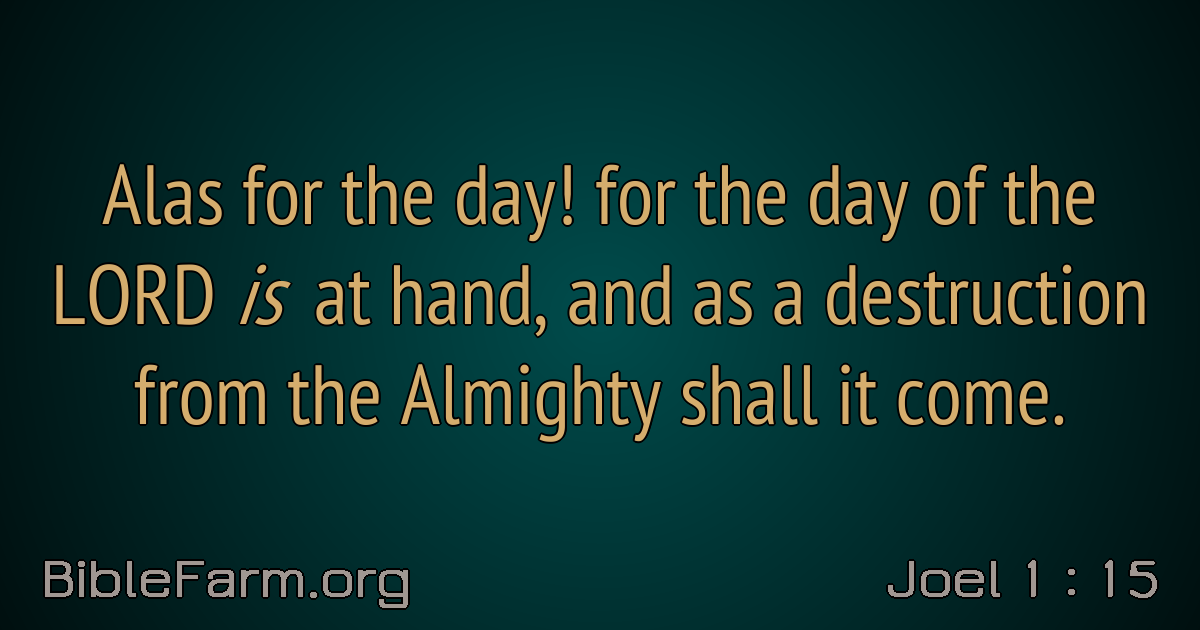 Alas for the day! for the day of the
LORD is at hand, and as a destruction
from the Almighty shall it come.
BibleFarm.org
Joel 1 : 15